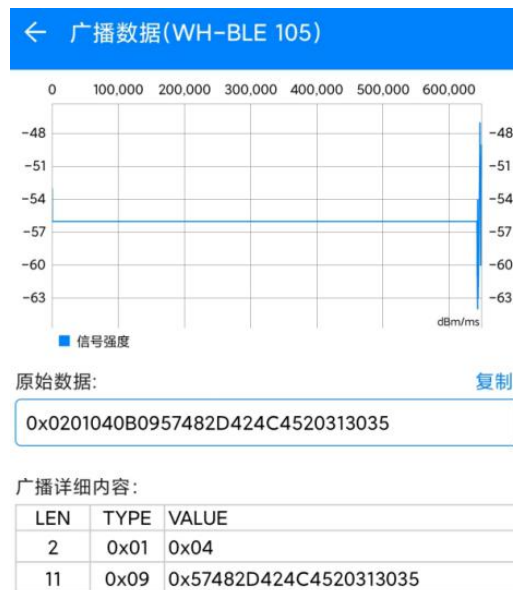 ← 广播数据(WH-BLE 105)
0 100,000 200,000 300,000 400,000 500,000 600,000
-48 -48
-51 -51
-54 -54
-57 -57
-60 -60
-63 -63
dBm/ms
信号强度
原始数据: 复制
0x0201040B0957482D424C4520313035
广播详细内容:
LEN TYPE VALUE
2 0x01 0x04
11 0x09 0x57482D424C4520313035